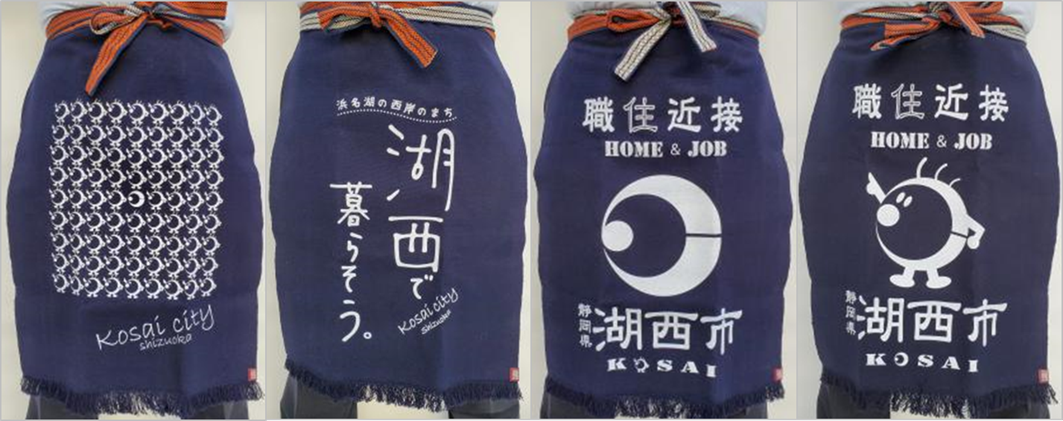 Kosai city
shizuoka
浜名湖の西岸のまち
湖西で
暮らそう。
Kosai city
shizuoka
職住近接
HOME & JOB
静岡県
湖西市
KOSAI
職住近接
HOME & JOB
静岡県
湖西市
KOSAI